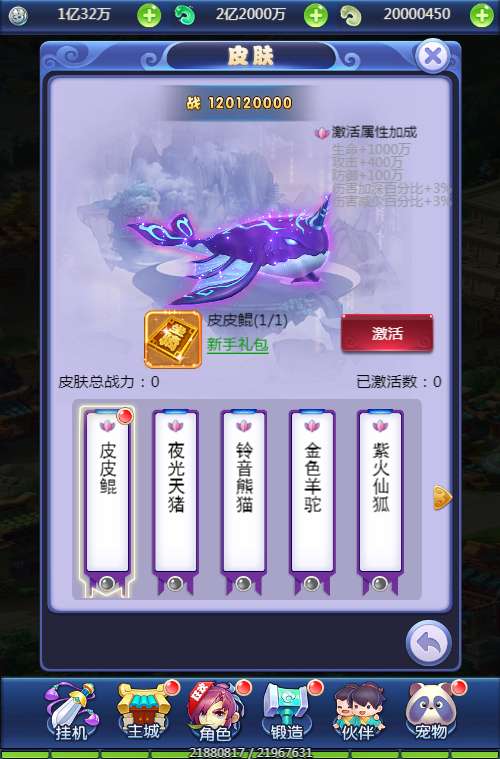 1亿32万
2亿2000万
20000450
皮肤
战 120120000
激活属性加成
生命+1000万
攻击+400万
防御+100万
伤害加深百分比+3%
伤害减少百分比+3%
皮皮鲲(1/1)
新手礼包
激活
皮肤总战力：0
已激活数：0
皮皮鲲
夜光天猪
铃音熊猫
金色羊驼
紫火仙狐
挂机
主城
角色
锻造
伙伴
宠物
21880817 / 21967631